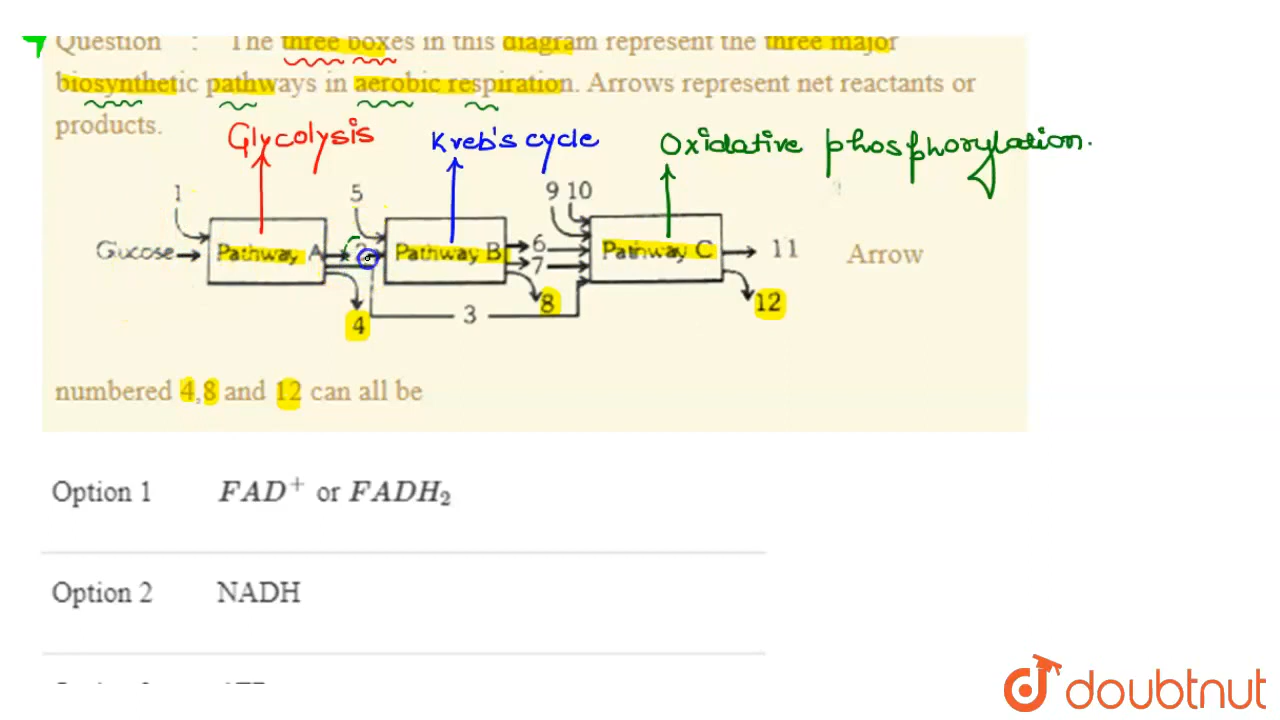 Question : The three boxes in this diagram represent the three major
biosynthetic pathways in aerobic respiration. Arrows represent net reactants or
products.
Glycolysis Kreb's cycle Oxidative phosphorylation.
1 5 9 10
Glucose Pathway A Pathway B 6 Pathway C 11 Arrow
7
4 3 8 12
numbered 4,8 and 12 can all be
Option 1 FAD+ or FADH2
Option 2 NADH
doubtnut